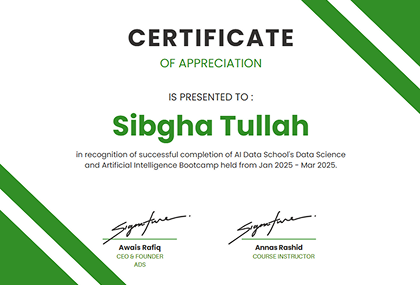 CERTIFICATE
OF APPRECIATION
IS PRESENTED TO :
Sibgha Tullah
in recognition of successful completion of AI Data School's Data Science
and Artificial Intelligence Bootcamp held from Jan 2025 - Mar 2025.
Signature
Signature
Awais Rafiq
Annas Rashid
CEO & FOUNDER
COURSE INSTRUCTOR
ADS